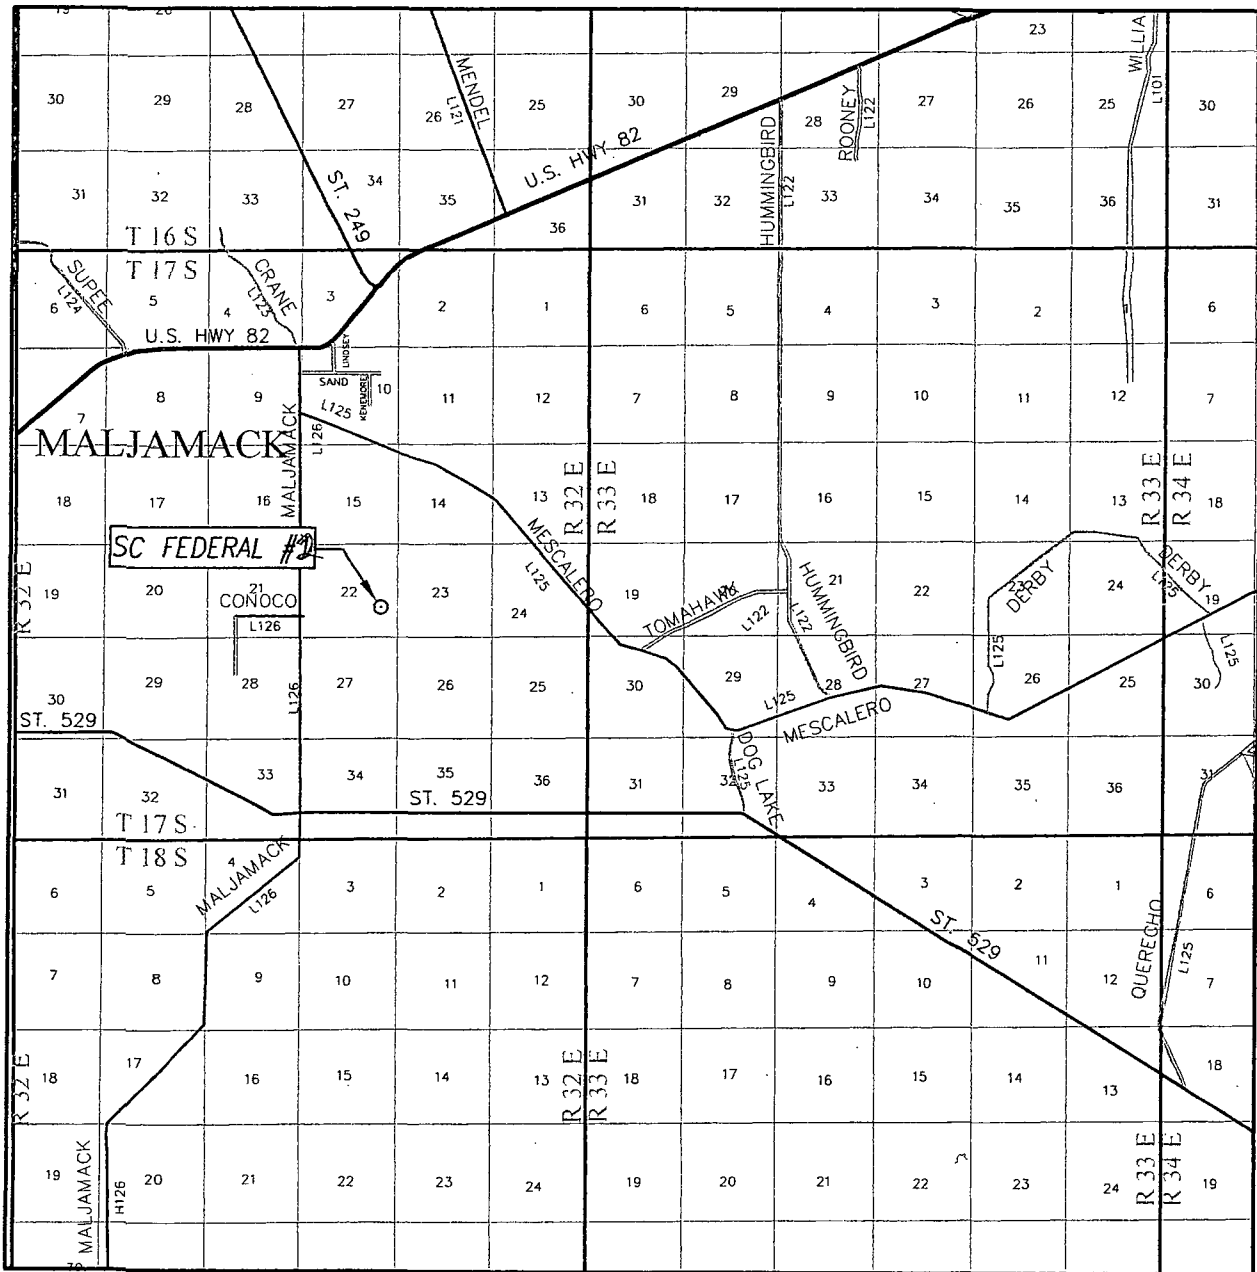 19 20 23
30 29 28 27 26 25 30 29 28 27 26 25 30
MENDEL
L121
HUMMINGBIRD
L122
ROONEY
L122
L101
U.S. HWY 82
ST. 249
31 32 33 34 35 36 31 32 33 34 35 36 31
T 16 S
T 17 S
SUPEE
L124
CRANE
L123
6 5 4 3 2 1 6 5 4 3 2 6
U.S. HWY 82
LINDSEY
SAND
KENEMORE
7 8 9 10 11 12 7 8 9 10 11 12 7
L125
MALJAMACK
MALJAMACK
L126
R 32 E
R 33 E
R 33 E
R 34 E
18 17 16 15 14 13 18 17 16 15 14 13 18
SC FEDERAL
MESCALERO
L125
HUMMINGBIRD
L122
TOMAHAWK
L122
DERBY
DERBY
L125
R 32 E
19 20 21 22 23 24 19 21 22 23 24 19
CONOCO
L126
L125
L125
30 29 28 27 26 25 30 29 28 27 26 25 30
L126
L125
MESCALERO
ST. 529
DOG LAKE
L125
31 32 33 34 35 36 31 32 33 34 35 36 31
ST. 529
T 17 S
T 18 S
MALJAMACK
L126
6 5 4 3 2 1 6 5 4 3 2 1 6
ST. 529
QUERECHO
L125
7 8 9 10 11 12 7 8 9 10 11 12 7
R 32 E
R 32 E
R 33 E
18 17 16 15 14 13 18 17 16 15 14 13 18
R 33 E
R 34 E
MALJAMACK
H126
19 20 21 22 23 24 19 20 21 22 23 24 19